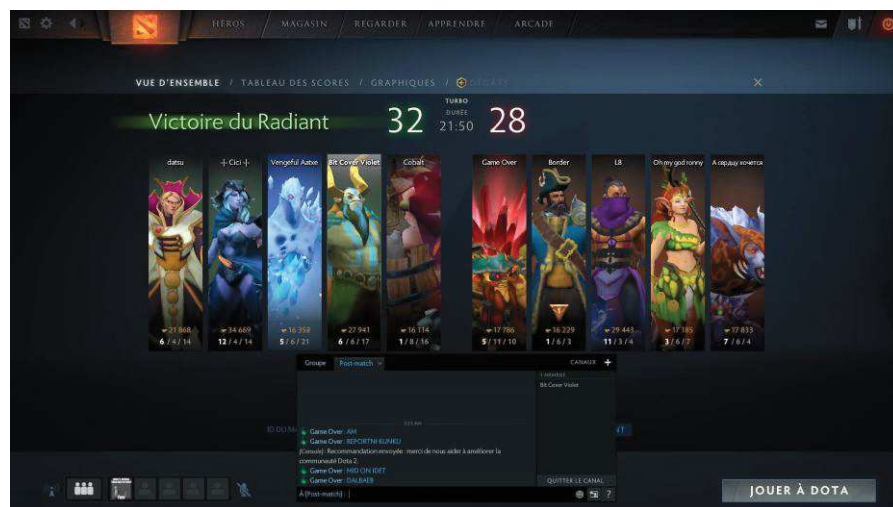 HÉROS / MAGASIN / REGARDER / APPRENDRE / ARCADE
VUE D'ENSEMBLE / TABLEAU DES SCORES / GRAPHIQUES /
Victoire du Radiant
32
TURBO
DURÉE
21:50
28
datsu
Cici
Vengeful Aatxe
Bit Cover Violet
Cobalt
Game Over
Border
L8
Oh my god ronny
А сердцу хочется
21 868
34 669
16 358
27 941
16 114
17 786
16 229
29 443
17 185
17 833
6 / 4 / 14
12 / 4 / 14
5 / 6 / 21
6 / 6 / 17
1 / 8 / 16
5 / 11 / 10
1 / 6 / 3
11 / 3 / 4
3 / 6 / 7
7 / 6 / 4
Groupe
Post-match
CANAUX +
Bit Cover Violet
Game Over: AM
Game Over: REPORTNI KUNKU
[Console] : Recommandation envoyée : merci de nous aider à améliorer la
communauté Dota 2.
Game Over: MID ON IDET
Game Over: DALBAEB
QUITTER LE CANAL
À [Post-match] :
?
JOUER À DOTA